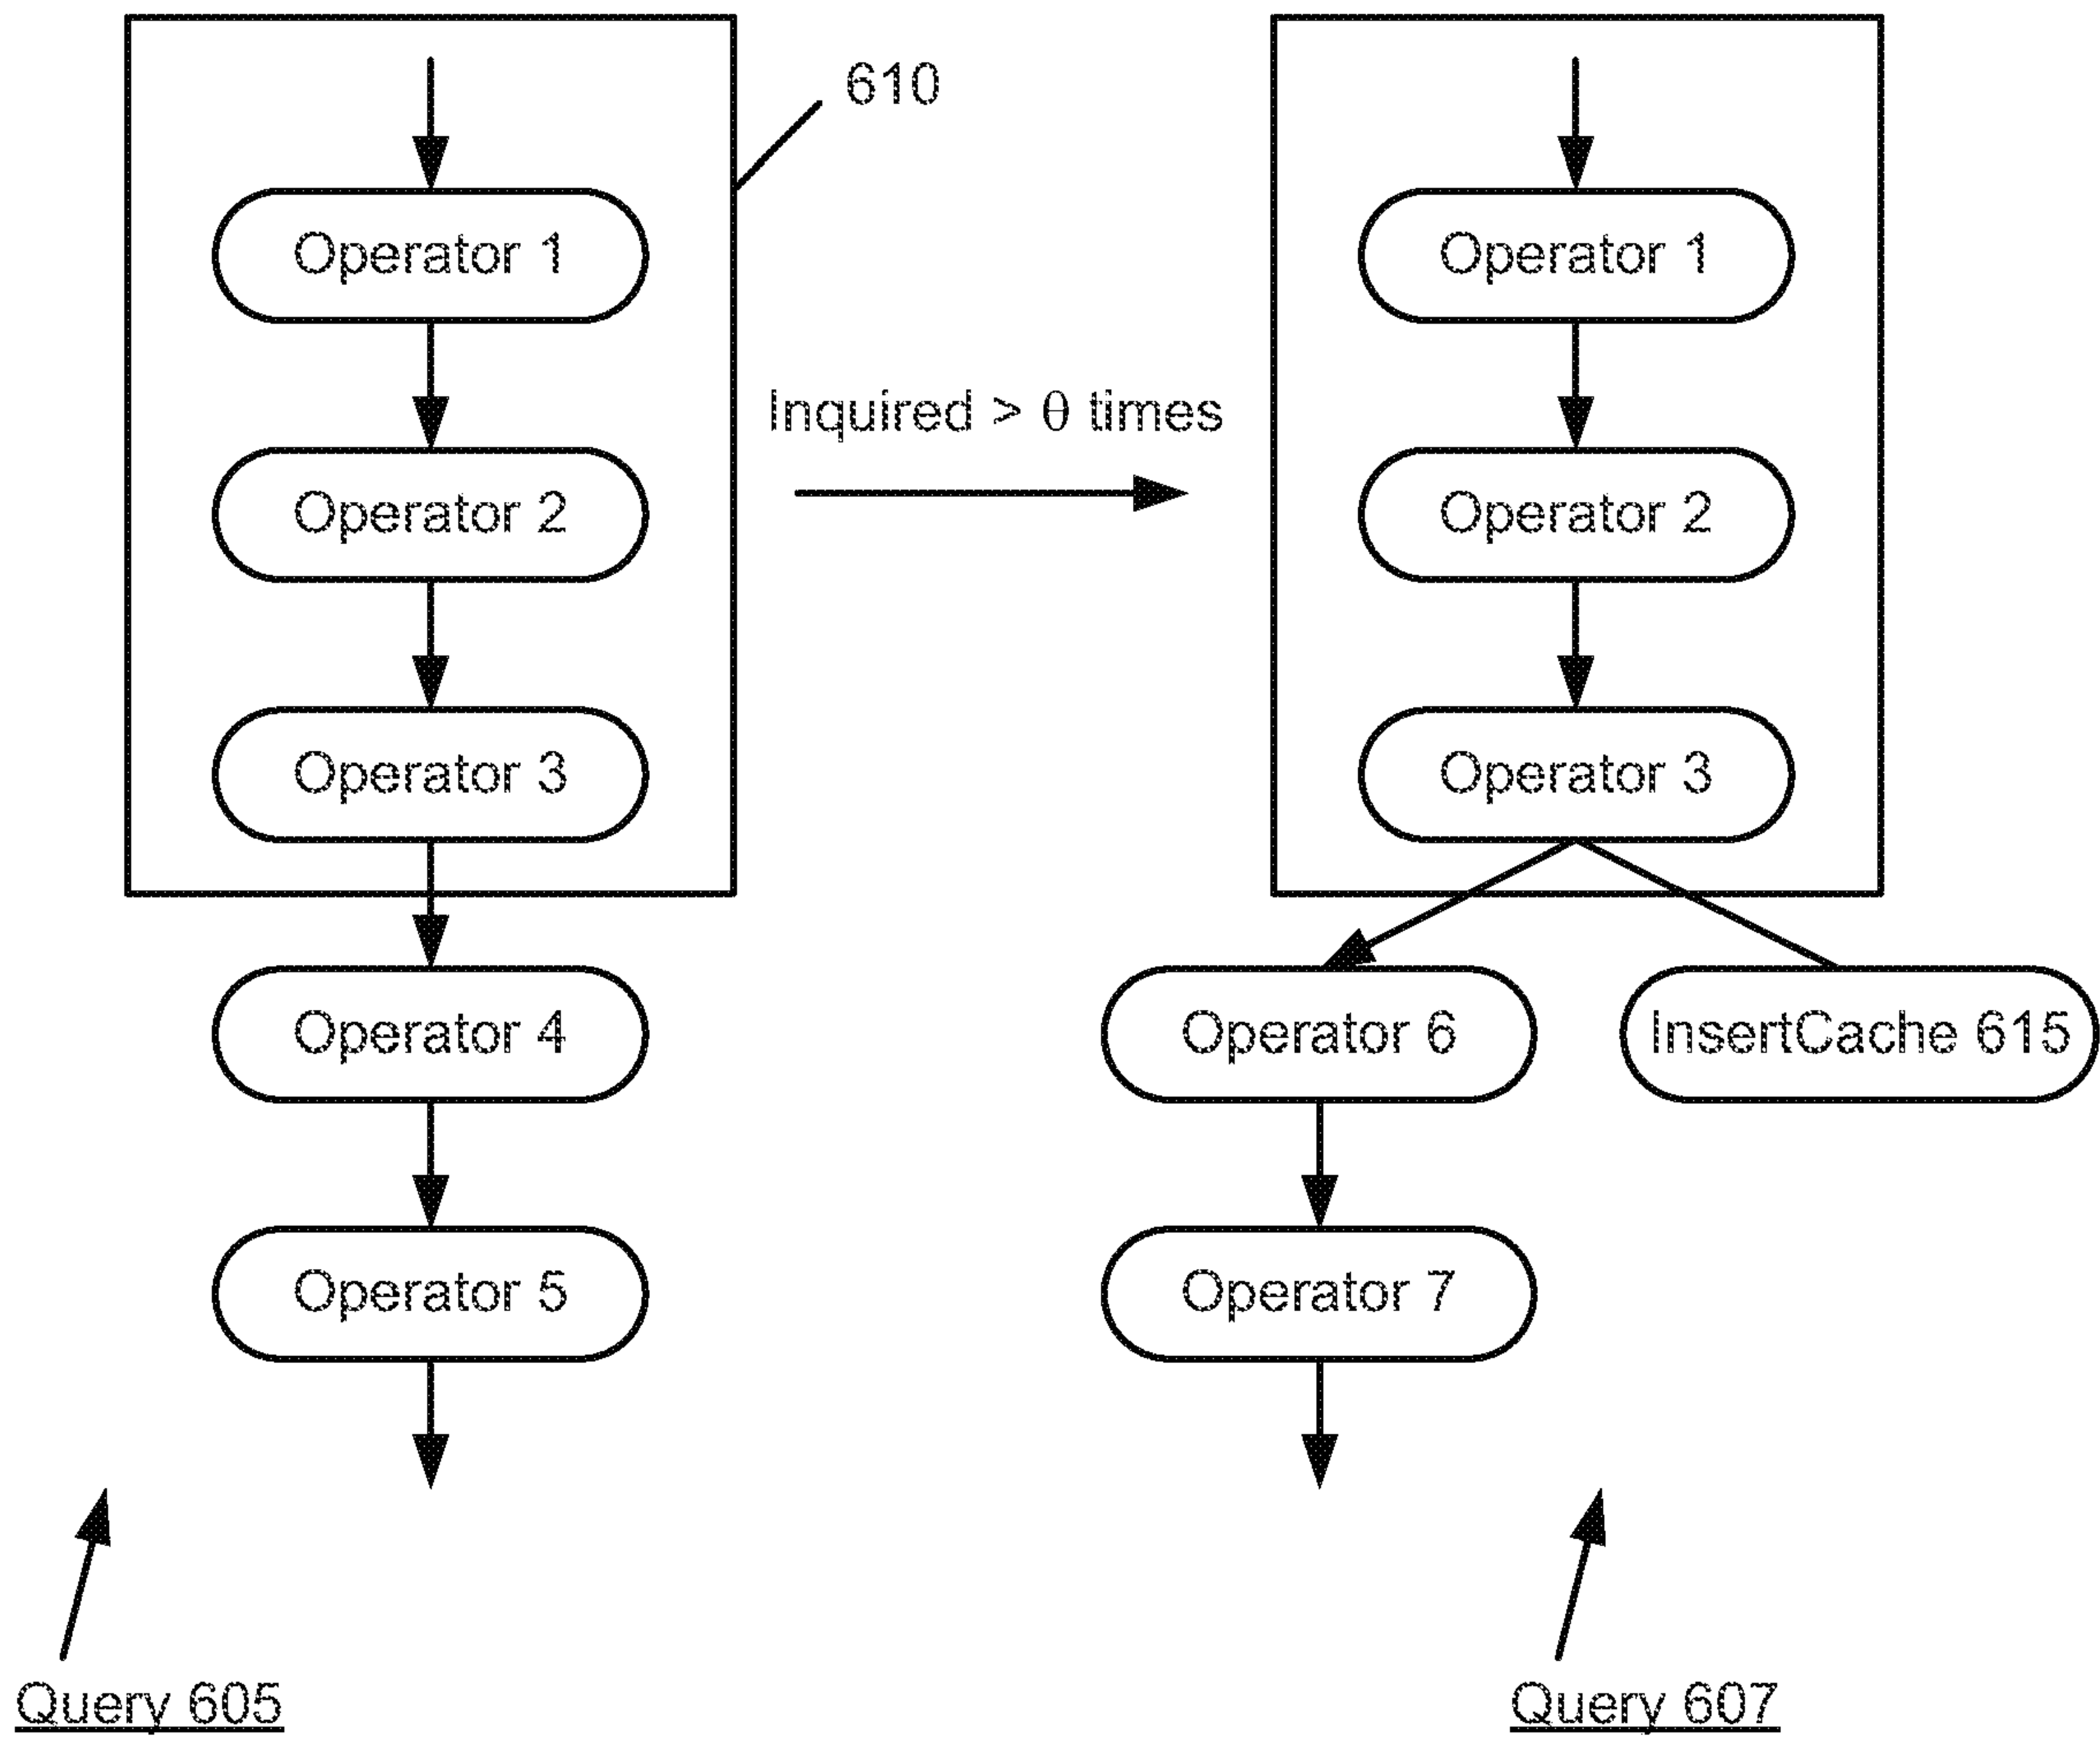 610
Operator 1
Operator 2
Operator 3
Operator 4
Operator 5
Query 605
Inquired > θ times
Operator 1
Operator 2
Operator 3
Operator 6
InsertCache 615
Operator 7
Query 607